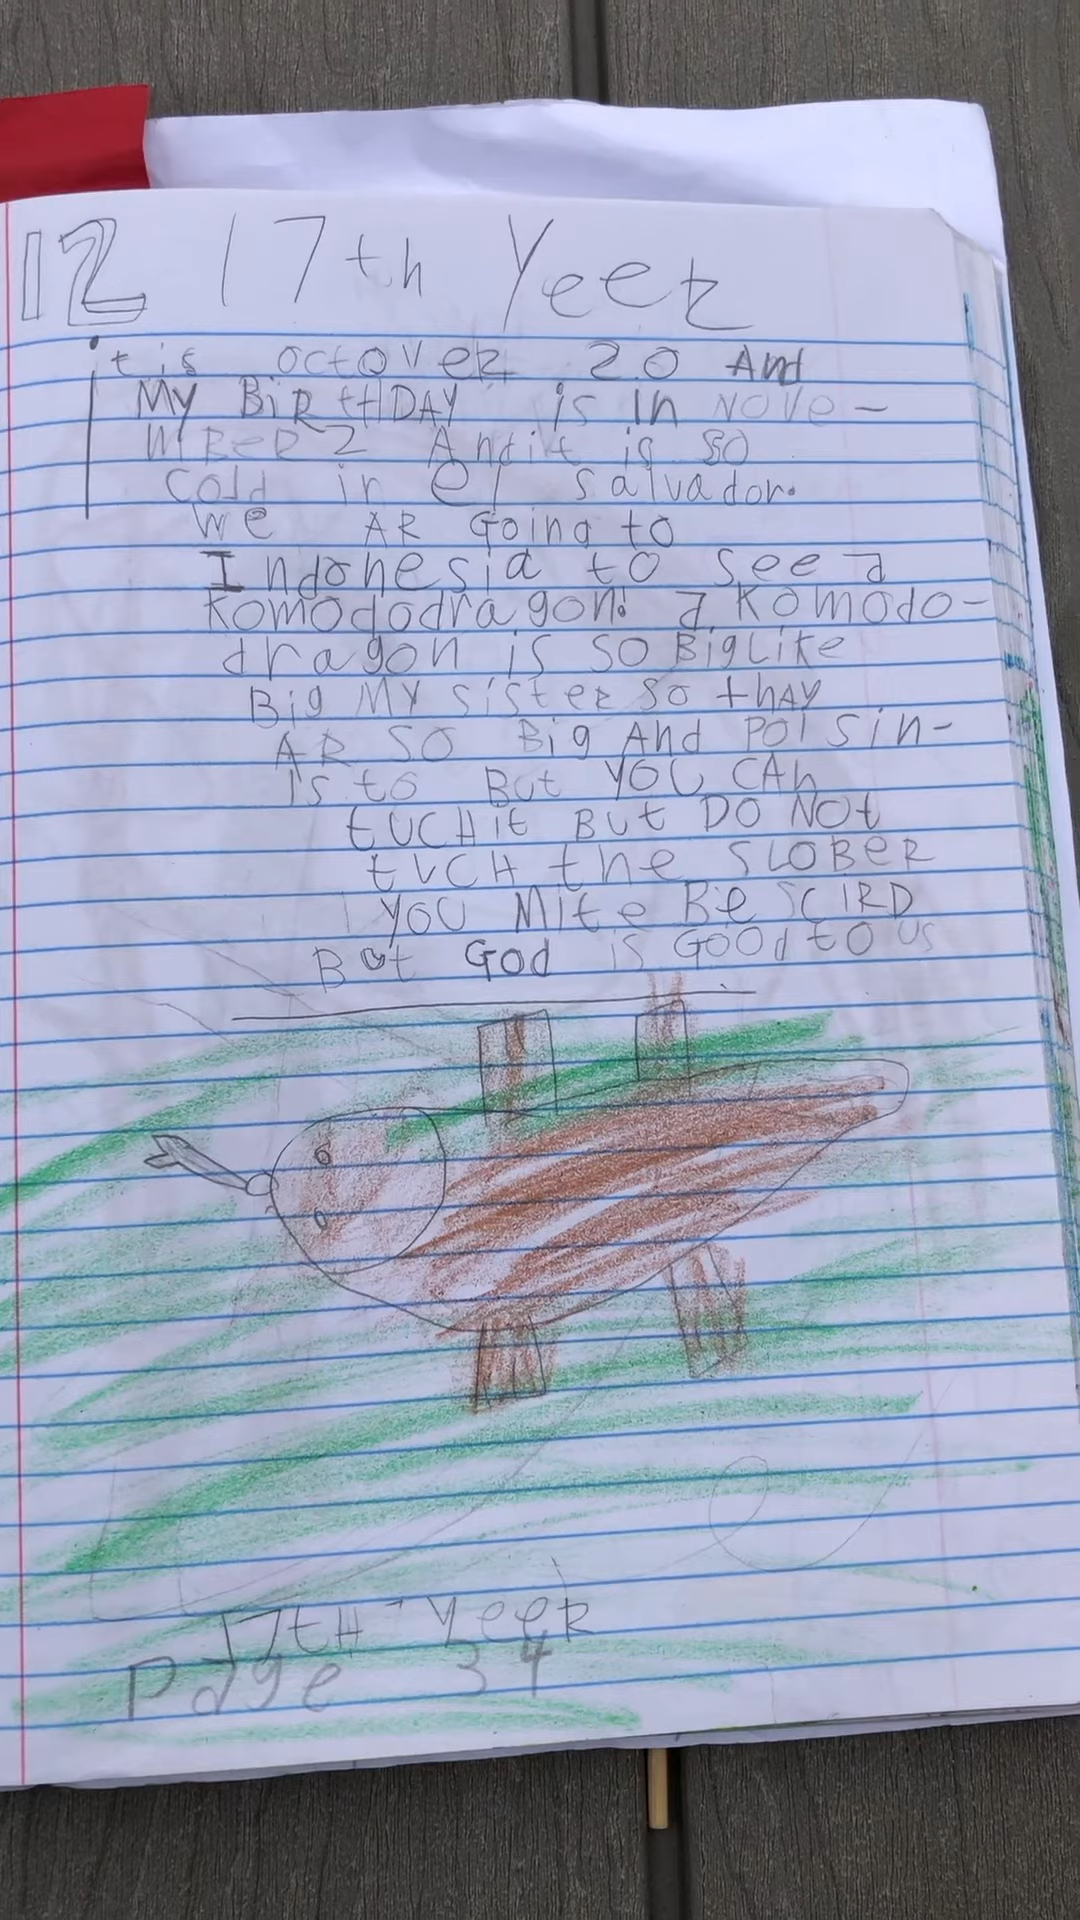 12 17th Yeez
it is octover 20 And
My BiRthDAY is in Nove-
mBeR 2 And it is so
Cold in el salvador.
We AR Going to
Indonesia to see a
Komododragon. a Komodo-
dragon is so BigLike
Big My sisteR so thAY
AR SO Big And Poisin-
is to But YOU CAn
tUCH it But DO NOt
tUCH the SLOBeR
YOU Mite Be SCIRD
But God is Good to us
17tH-YeeR
Page 34